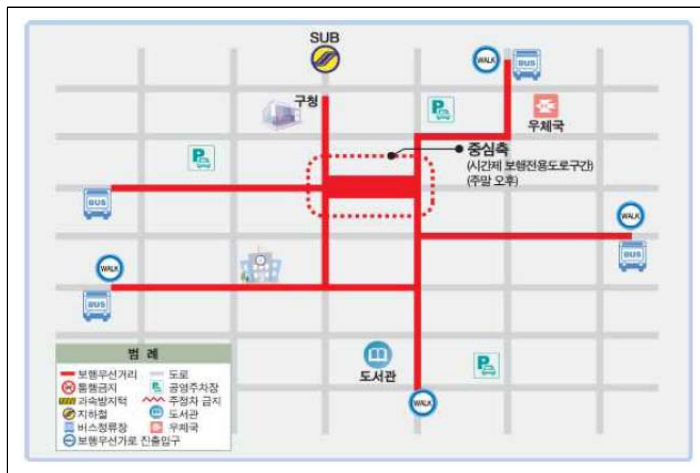 SUB
WALK
BUS
구청
P
우체국
중심축
(시간제 보행전용도로구간)
(주말 오후)
P
BUS
WALK
WALK
BUS
BUS
도서관
P
WALK
범 례
보행우선거리
도로
통행금지
공영주차장
과속방지턱
주정차 금지
지하철
도서관
버스정류장
우체국
보행우선가로 진출입구